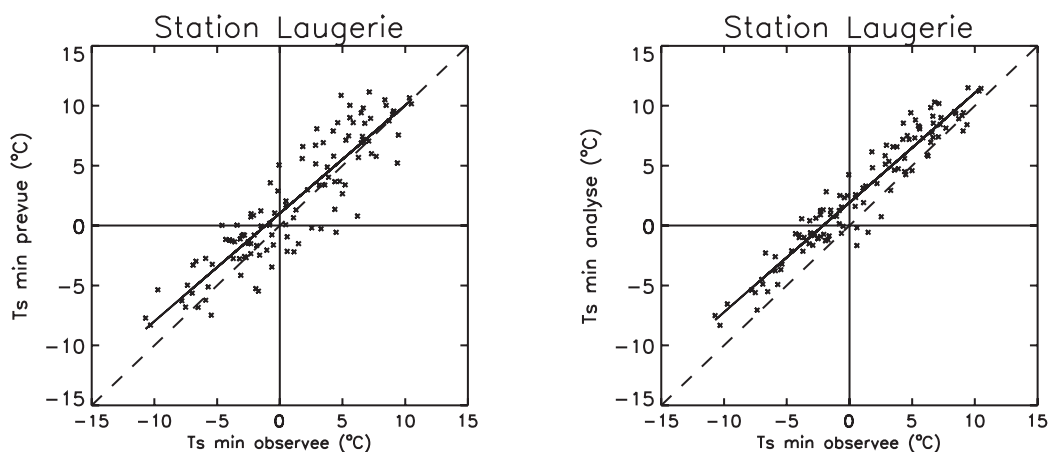 Station Laugerie
15
10
5
0
−5
−10
−15
Ts min prevue (°C)
−15 −10 −5 0 5 10 15
Ts min observee (°C)
Station Laugerie
15
10
5
0
−5
−10
−15
Ts min analyse (°C)
−15 −10 −5 0 5 10 15
Ts min observee (°C)